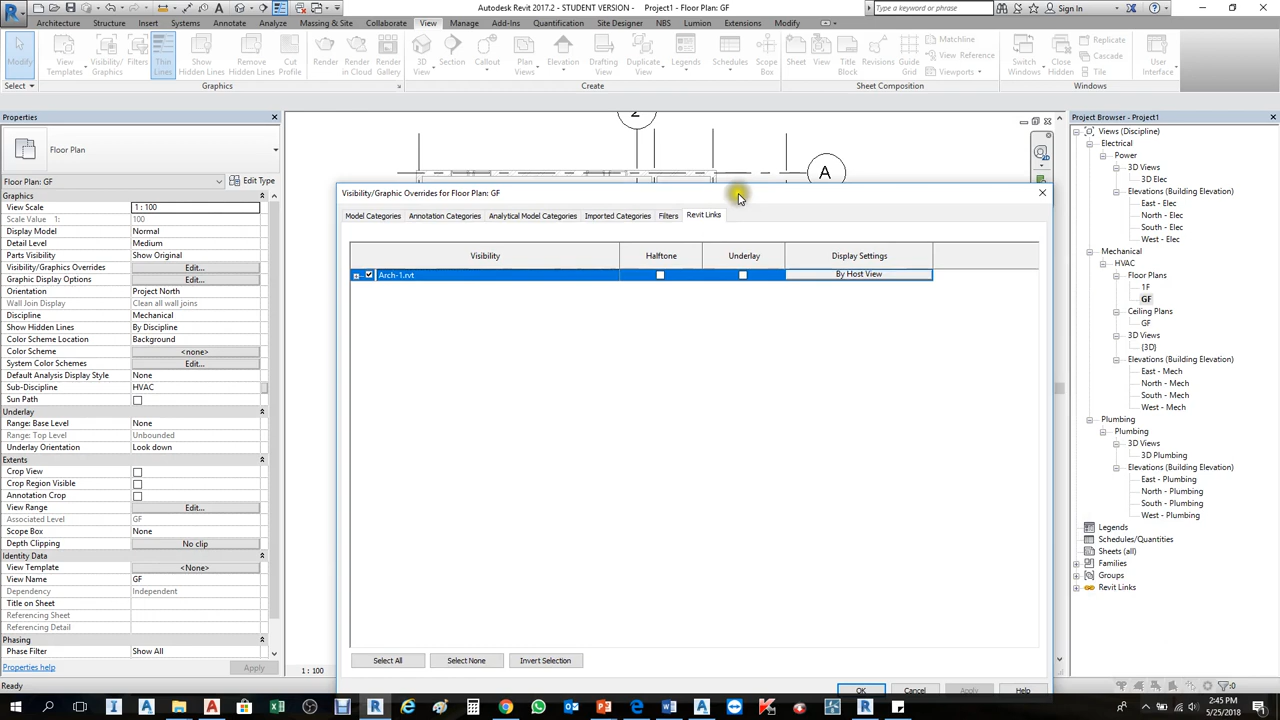 Autodesk Revit 2017.2 - STUDENT VERSION - Project1 - Floor Plan: GF
Type a keyword or phrase
Sign In
Architecture Structure Insert Systems Annotate Analyze Massing & Site Collaborate View Manage Add-Ins Quantification Site Designer NBS Lumion Extensions Modify
Modify
View Templates
Visibility/ Graphics
Filters
Thin Lines
Show Hidden Lines
Remove Hidden Lines
Cut Profile
Render
Render in Cloud
Render Gallery
3D View
Section
Callout
Plan Views
Elevation
Drafting View
Duplicate View
Legends
Schedules
Scope Box
Sheet
View
Title Block
Revisions
Guide Grid
Matchline
View Reference
Viewports
Switch Windows
Close Hidden
Replicate
Cascade
Tile
User Interface
Select
Graphics
Create
Sheet Composition
Windows
Properties
Floor Plan
Floor Plan: GF
Edit Type
Graphics
View Scale 1 : 100
Scale Value 1: 100
Display Model Normal
Detail Level Medium
Parts Visibility Show Original
Visibility/Graphics Overrides Edit...
Graphic Display Options Edit...
Orientation Project North
Wall Join Display Clean all wall joins
Discipline Mechanical
Show Hidden Lines By Discipline
Color Scheme Location Background
Color Scheme <none>
System Color Schemes Edit...
Default Analysis Display Style None
Sub-Discipline HVAC
Sun Path
Underlay
Range: Base Level None
Range: Top Level Unbounded
Underlay Orientation Look down
Extents
Crop View
Crop Region Visible
Annotation Crop
View Range Edit...
Associated Level GF
Scope Box None
Depth Clipping No clip
Identity Data
View Template <None>
View Name GF
Dependency Independent
Title on Sheet
Referencing Sheet
Referencing Detail
Phasing
Phase Filter Show All
Properties help
Apply
Ready
2
A
Visibility/Graphic Overrides for Floor Plan: GF
Model Categories Annotation Categories Analytical Model Categories Imported Categories Filters Revit Links
Visibility Halftone Underlay Display Settings
Arch-1.rvt By Host View
Select All Select None Invert Selection
OK Cancel Apply Help
1 : 100
Project Browser - Project1
Views (Discipline)
Electrical
Power
3D Views
3D Elec
Elevations (Building Elevation)
East - Elec
North - Elec
South - Elec
West - Elec
Mechanical
HVAC
Floor Plans
1F
GF
Ceiling Plans
GF
3D Views
{3D}
Elevations (Building Elevation)
East - Mech
North - Mech
South - Mech
West - Mech
Plumbing
Plumbing
3D Views
3D Plumbing
Elevations (Building Elevation)
East - Plumbing
North - Plumbing
South - Plumbing
West - Plumbing
Legends
Schedules/Quantities
Sheets (all)
Families
Groups
Revit Links
:0
2:45 PM
5/25/2018